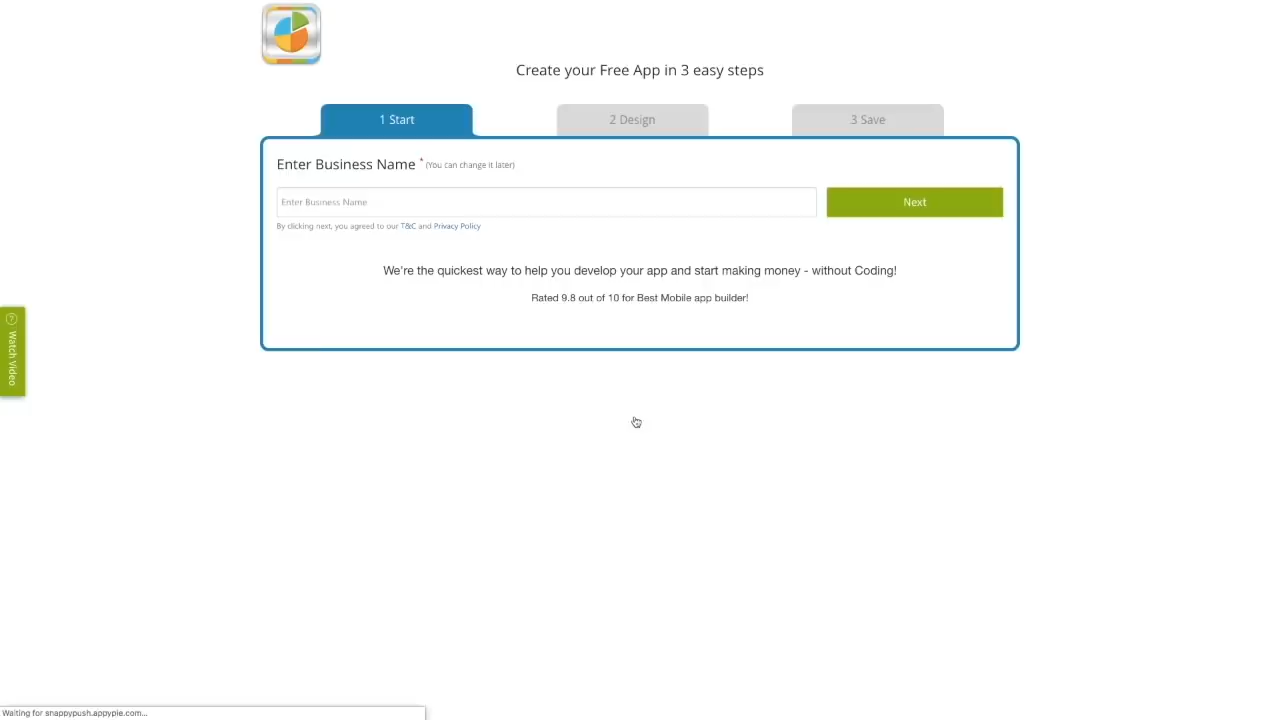 Create your Free App in 3 easy steps
1 Start
2 Design
3 Save
Enter Business Name * (You can change it later)
Enter Business Name
Next
By clicking next, you agreed to our T&C and Privacy Policy
We're the quickest way to help you develop your app and start making money - without Coding!
Rated 9.8 out of 10 for Best Mobile app builder!
? Watch Video
Waiting for snappypush.appypie.com...